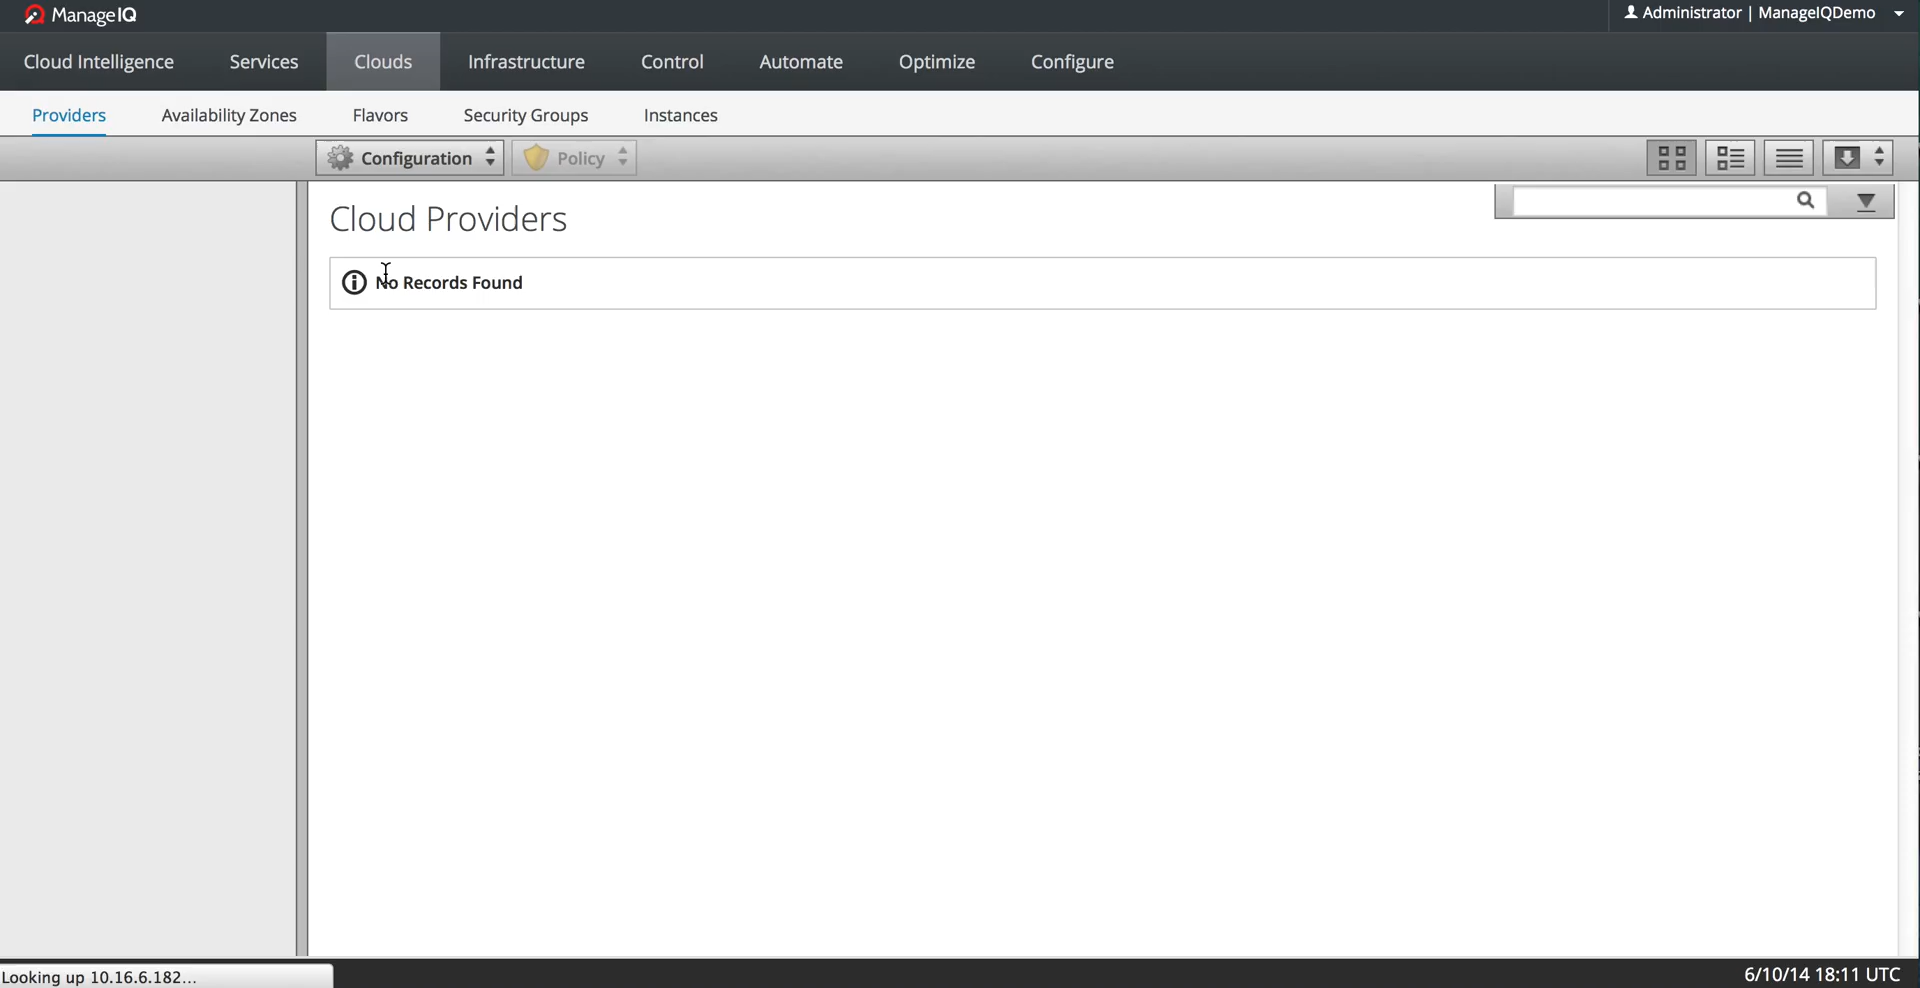 ManageIQ
Administrator | ManageIQDemo
Cloud Intelligence Services Clouds Infrastructure Control Automate Optimize Configure
Providers Availability Zones Flavors Security Groups Instances
Configuration Policy
Cloud Providers
No Records Found
Looking up 10.16.6.182...
6/10/14 18:11 UTC